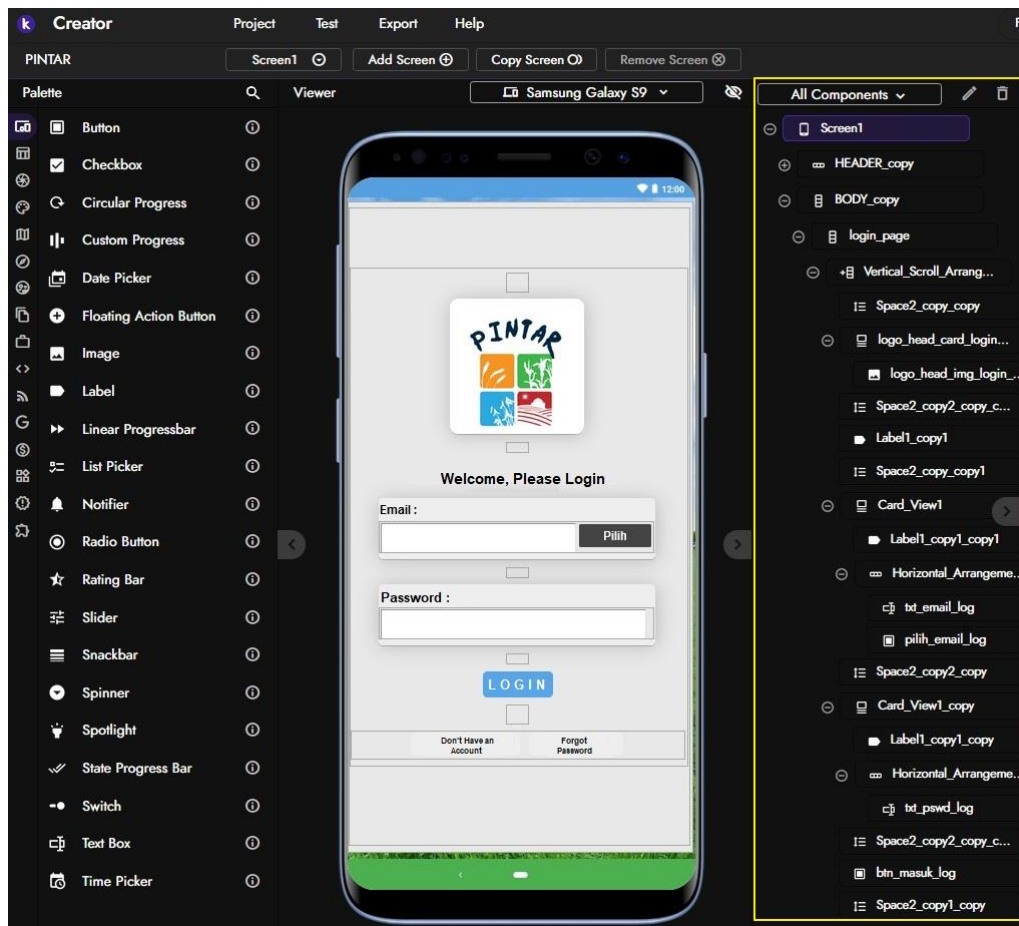 k Creator Project Test Export Help
PINTAR Screen1 Add Screen Copy Screen Remove Screen
Palette Viewer Samsung Galaxy S9 All Components
Button
Checkbox
Circular Progress
Custom Progress
Date Picker
Floating Action Button
Image
Label
Linear Progressbar
List Picker
Notifier
Radio Button
Rating Bar
Slider
Snackbar
Spinner
Spotlight
State Progress Bar
Switch
Text Box
Time Picker
12:00
PINTAR
Welcome, Please Login
Email :
Pilih
Password :
LOGIN
Don't Have an
Account
Forgot
Password
Screen1
HEADER_copy
BODY_copy
login_page
Vertical_Scroll_Arrang...
Space2_copy_copy
logo_head_card_login...
logo_head_img_login_...
Space2_copy2_copy_c...
Label1_copy1
Space2_copy_copy1
Card_View1
Label1_copy1_copy1
Horizontal_Arrangeme...
txt_email_log
pilih_email_log
Space2_copy2_copy
Card_View1_copy
Label1_copy1_copy
Horizontal_Arrangeme...
txt_pswd_log
Space2_copy2_copy_c...
btn_masuk_log
Space2_copy1_copy